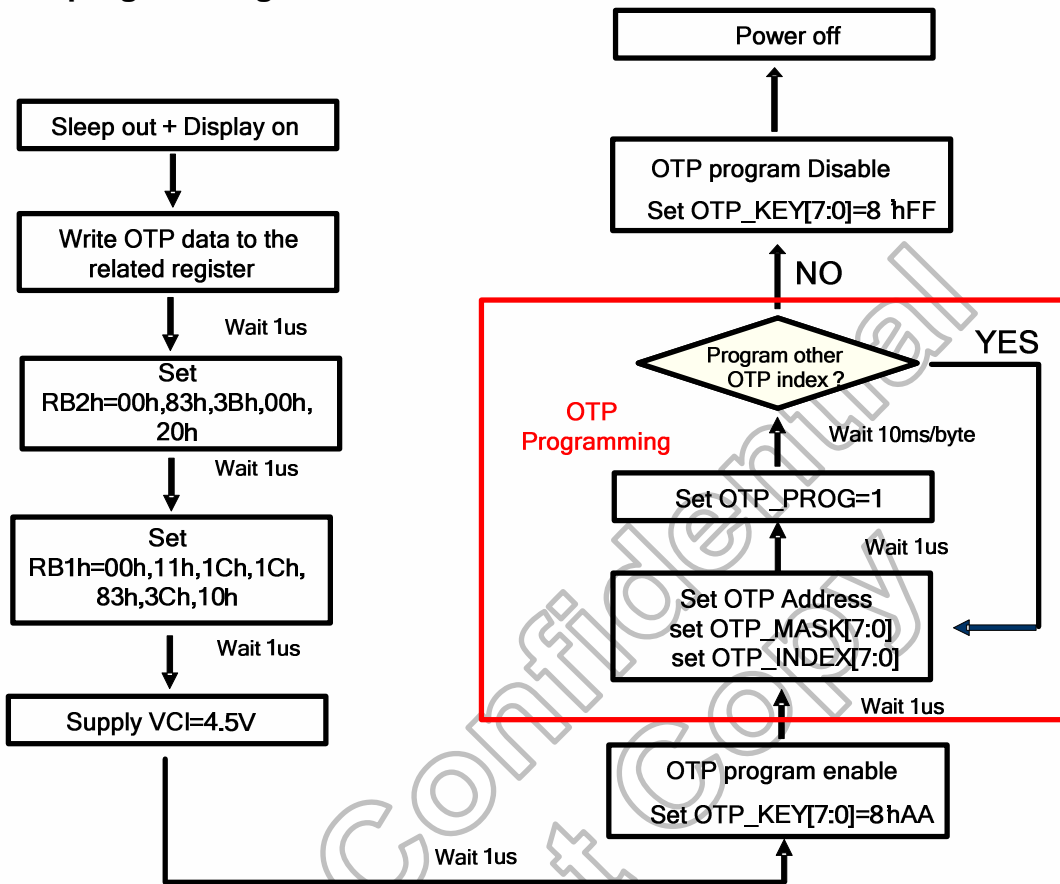 Sleep out + Display on
Write OTP data to the
related register
Wait 1us
Set
RB2h=00h,83h,3Bh,00h,
20h
Wait 1us
Set
RB1h=00h,11h,1Ch,1Ch,
83h,3Ch,10h
Wait 1us
Supply VCI=4.5V
Wait 1us
OTP program enable
Set OTP_KEY[7:0]=8'hAA
Wait 1us
Set OTP Address
set OTP_MASK[7:0]
set OTP_INDEX[7:0]
Wait 1us
Set OTP_PROG=1
Wait 10ms/byte
OTP
Programming
Program other
OTP index ?
YES
NO
OTP program Disable
Set OTP_KEY[7:0]=8'hFF
Power off
Confidential
Copy